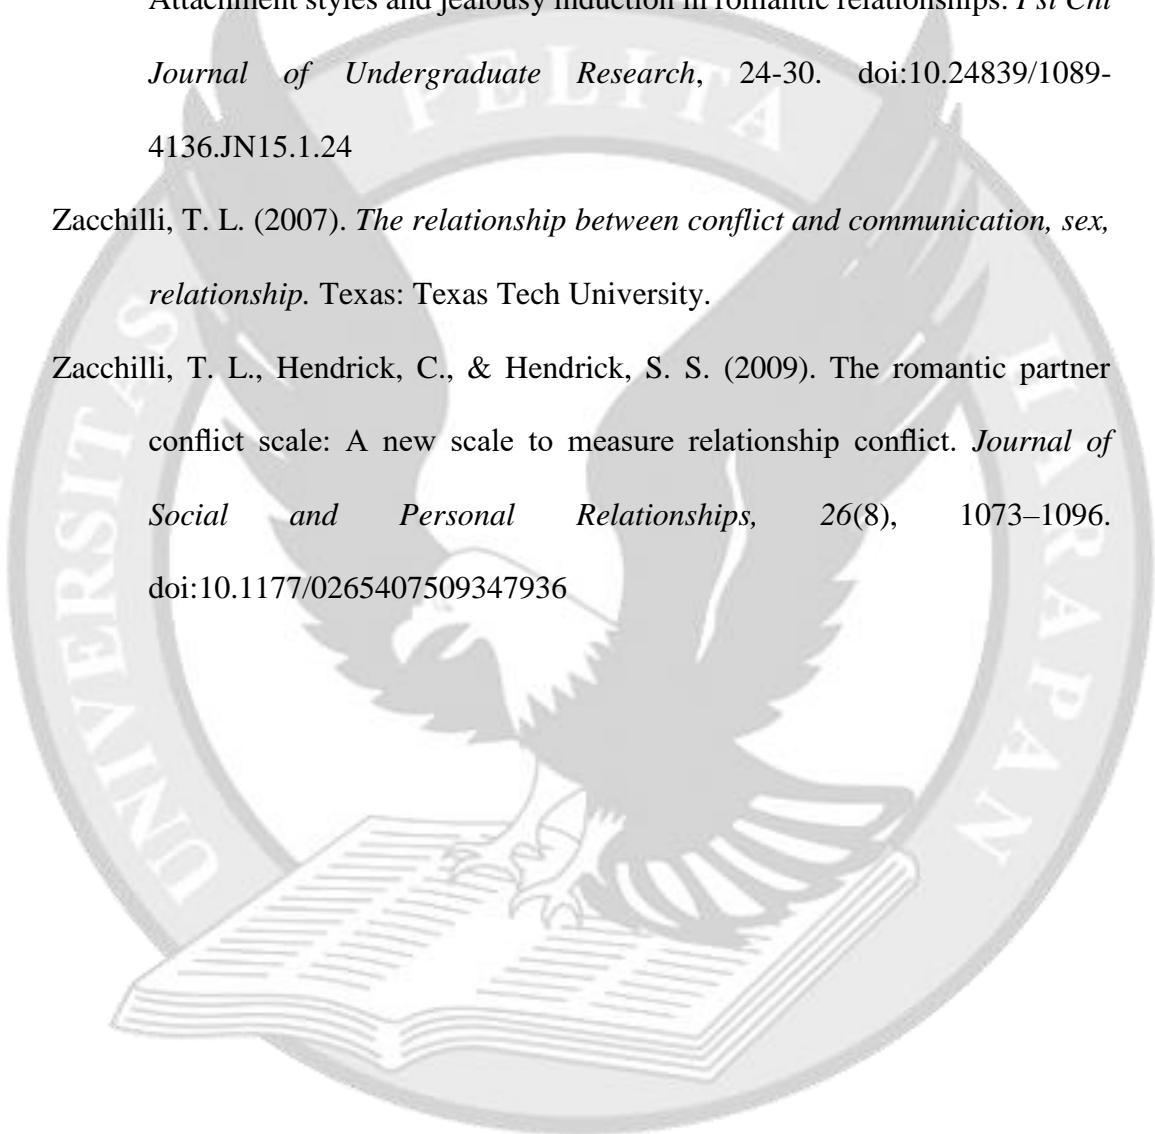 Attachment styles and jealousy induction in romantic relationships. Psi Chi
Journal of Undergraduate Research, 24-30. doi:10.24839/1089-
4136.JN15.1.24
Zacchilli, T. L. (2007). The relationship between conflict and communication, sex,
relationship. Texas: Texas Tech University.
Zacchilli, T. L., Hendrick, C., & Hendrick, S. S. (2009). The romantic partner
conflict scale: A new scale to measure relationship conflict. Journal of
Social and Personal Relationships, 26(8), 1073–1096.
doi:10.1177/0265407509347936
UNIVERSITAS PELITA HARAPAN